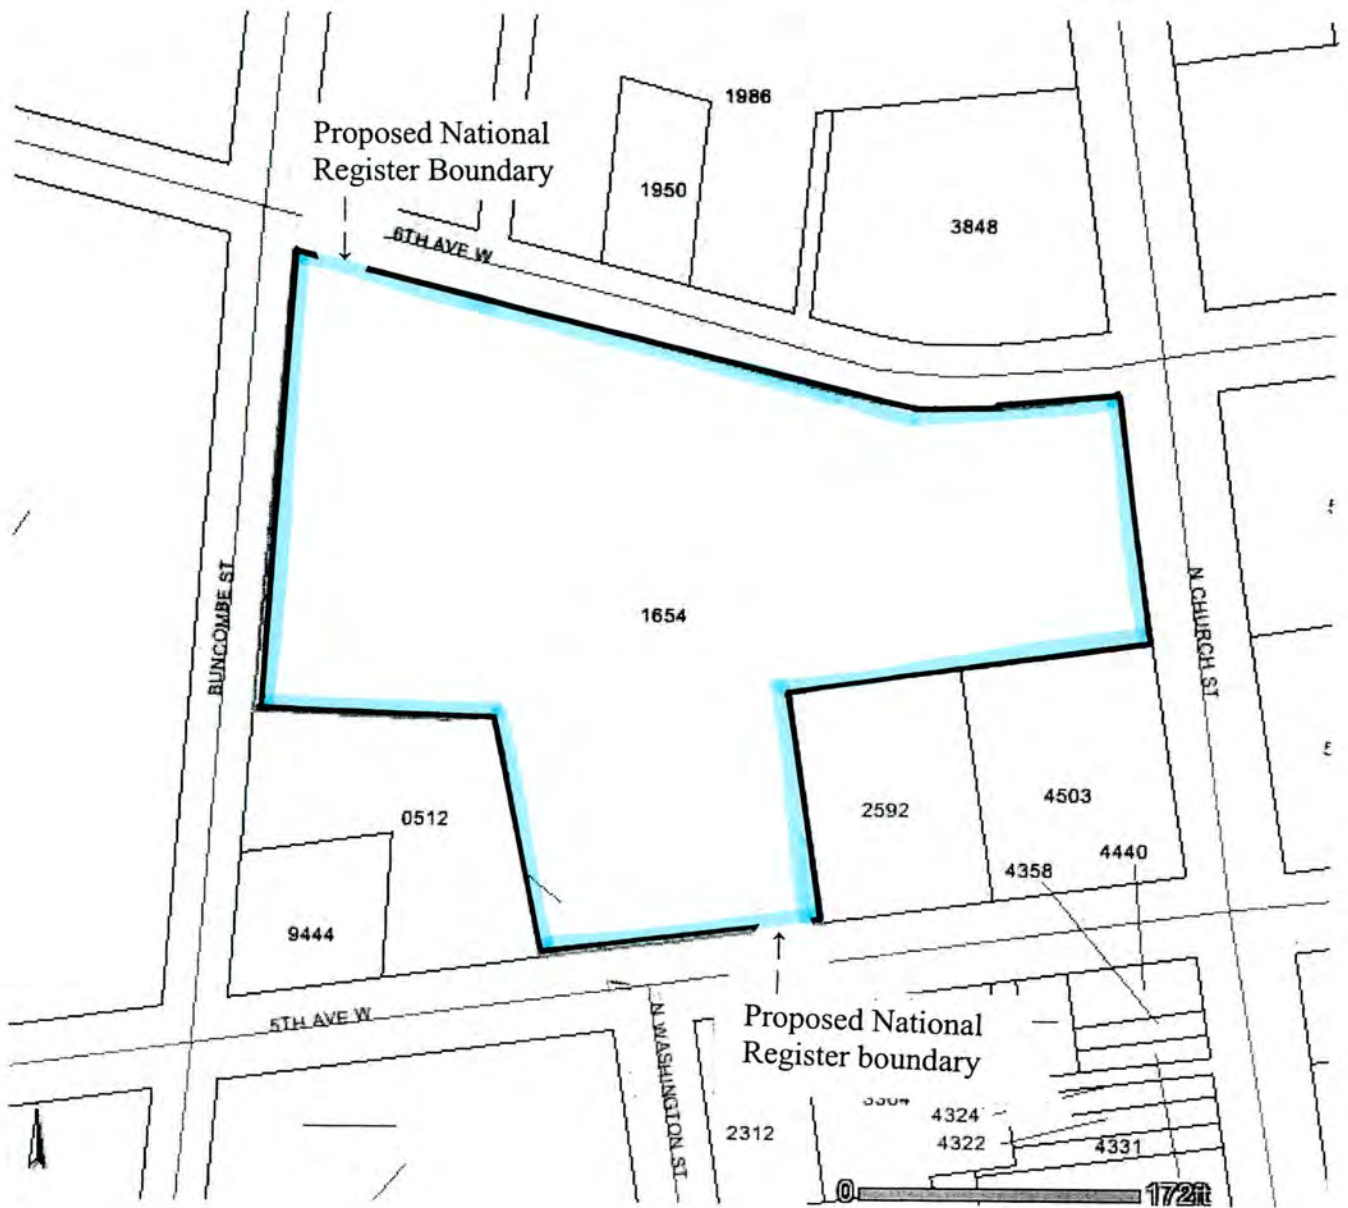 1986
Proposed National
Register Boundary
1950
3848
6TH AVE W
BUNCOMBE ST
1654
N CHURCH ST
0512
2592
4503
4440
4358
9444
5TH AVE W
N WASHINGTON ST
Proposed National
Register boundary
4324
2312
4322
4331
0 172ft